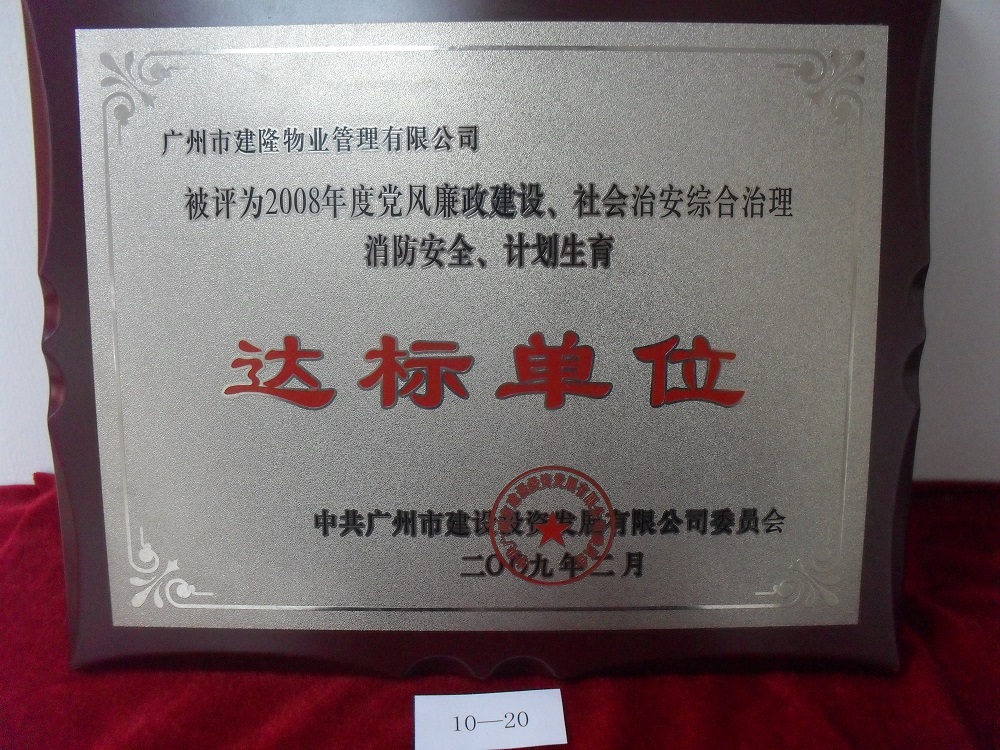 广州市建隆物业管理有限公司
被评为2008年度党风廉政建设、社会治安综合治理
消防安全、计划生育
达标单位
中共广州市建设投资发展有限公司委员会
二〇〇九年二月
10—20